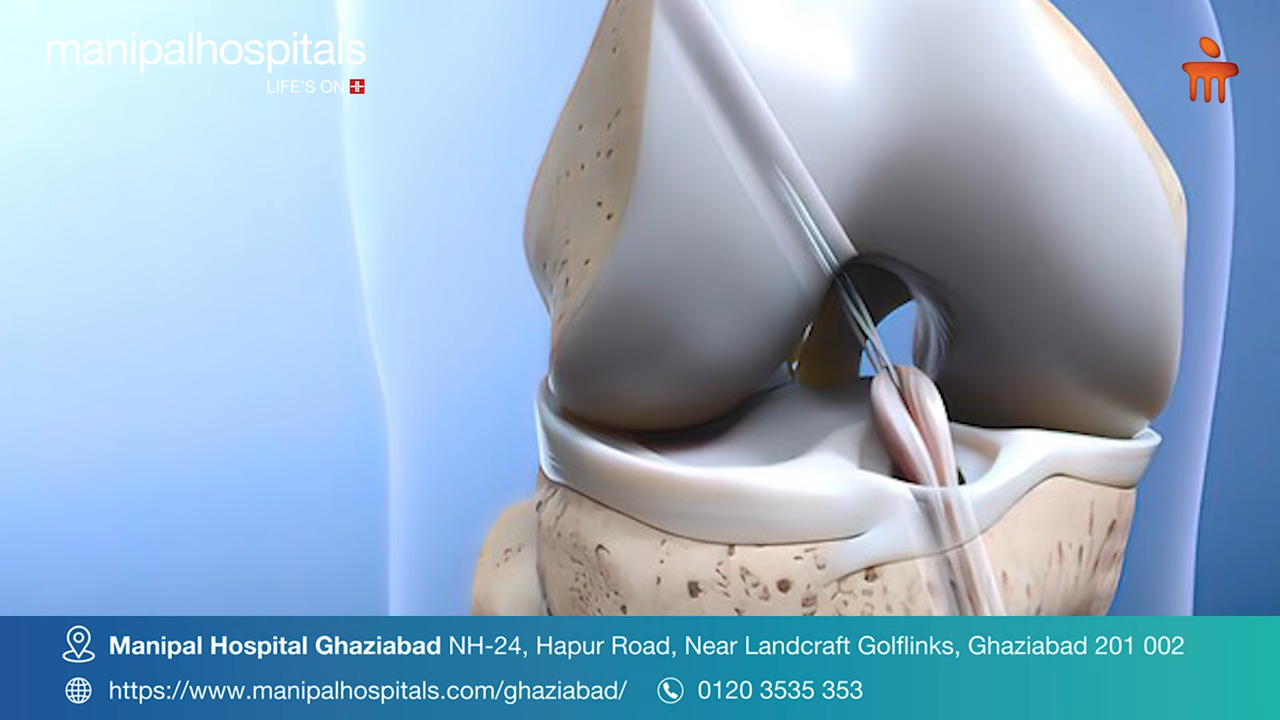 manipalhospitals
LIFE'S ON
Manipal Hospital Ghaziabad NH-24, Hapur Road, Near Landcraft Golflinks, Ghaziabad 201 002
https://www.manipalhospitals.com/ghaziabad/ 0120 3535 353